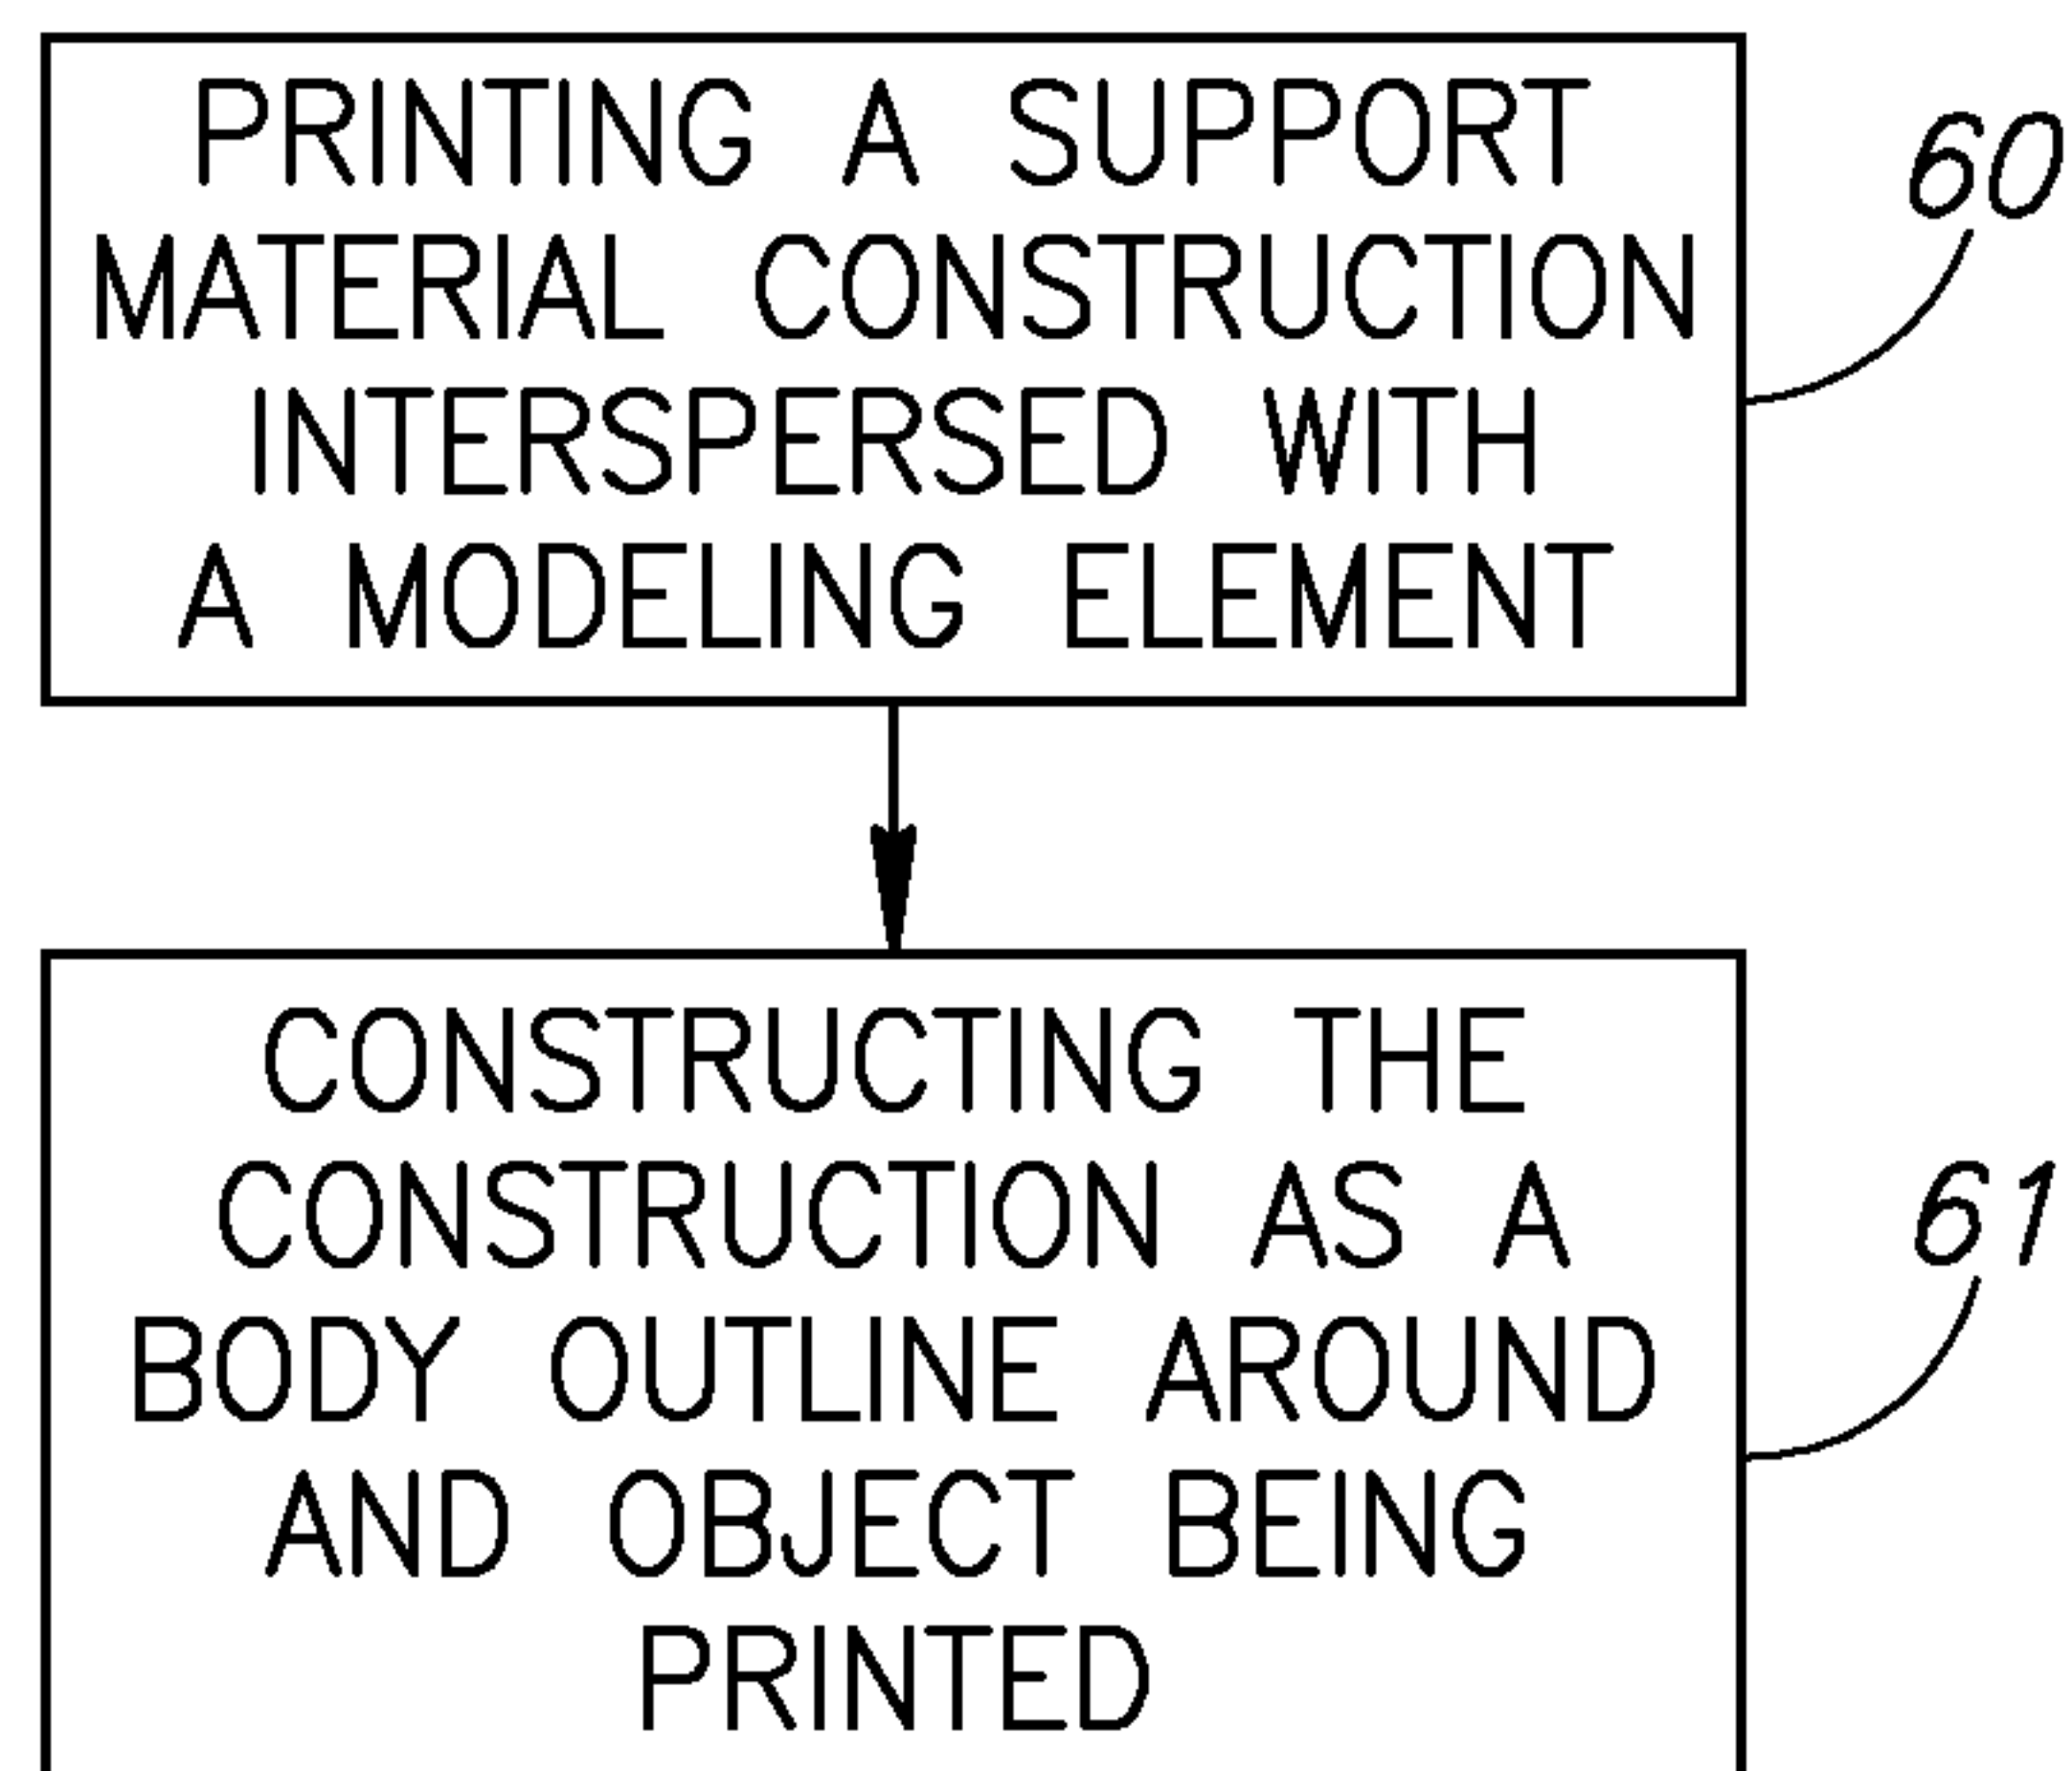 PRINTING A SUPPORT
MATERIAL CONSTRUCTION
INTERSPERSED WITH
A MODELING ELEMENT
60
CONSTRUCTING THE
CONSTRUCTION AS A
BODY OUTLINE AROUND
AND OBJECT BEING
PRINTED
61